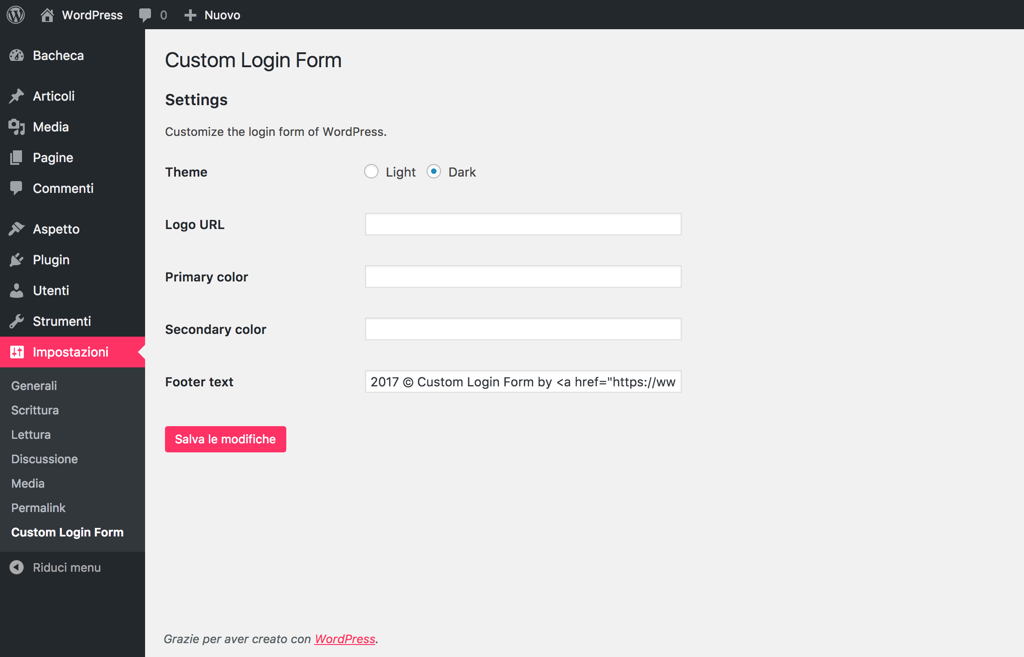 WordPress 0 Nuovo
Bacheca
Articoli
Media
Pagine
Commenti
Aspetto
Plugin
Utenti
Strumenti
Impostazioni
Generali
Scrittura
Lettura
Discussione
Media
Permalink
Custom Login Form
Riduci menu
Custom Login Form
Settings
Customize the login form of WordPress.
Theme Light Dark
Logo URL
Primary color
Secondary color
Footer text 2017 © Custom Login Form by <a href="https://ww
Salva le modifiche
Grazie per aver creato con WordPress.